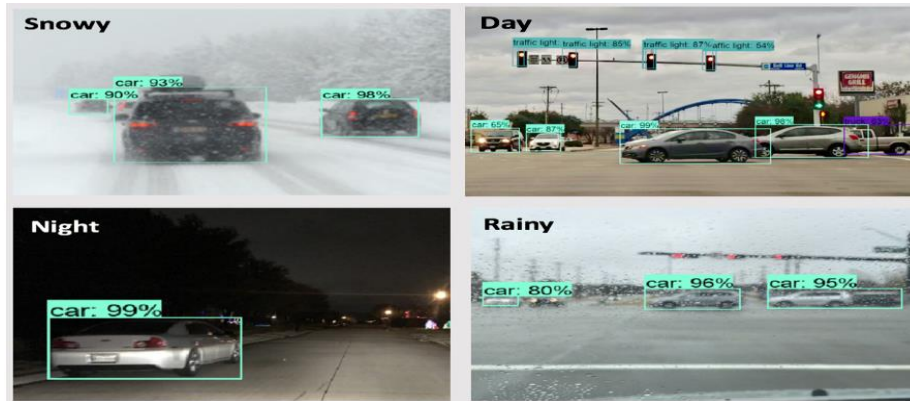 Snowy
car: 93%
car: 90%
car: 98%
Day
traffic light: 85%
traffic light: 87%
affic light: 54%
car: 65%
car: 87%
car: 99%
car: 98%
Night
car: 99%
Rainy
car: 80%
car: 96%
car: 95%